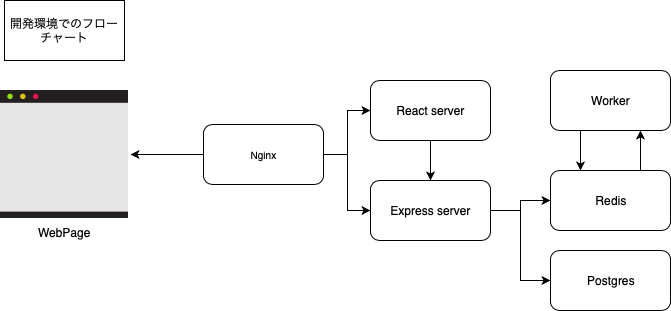 開発環境でのフロー
チャート
WebPage
Nginx
React server
Express server
Worker
Redis
Postgres